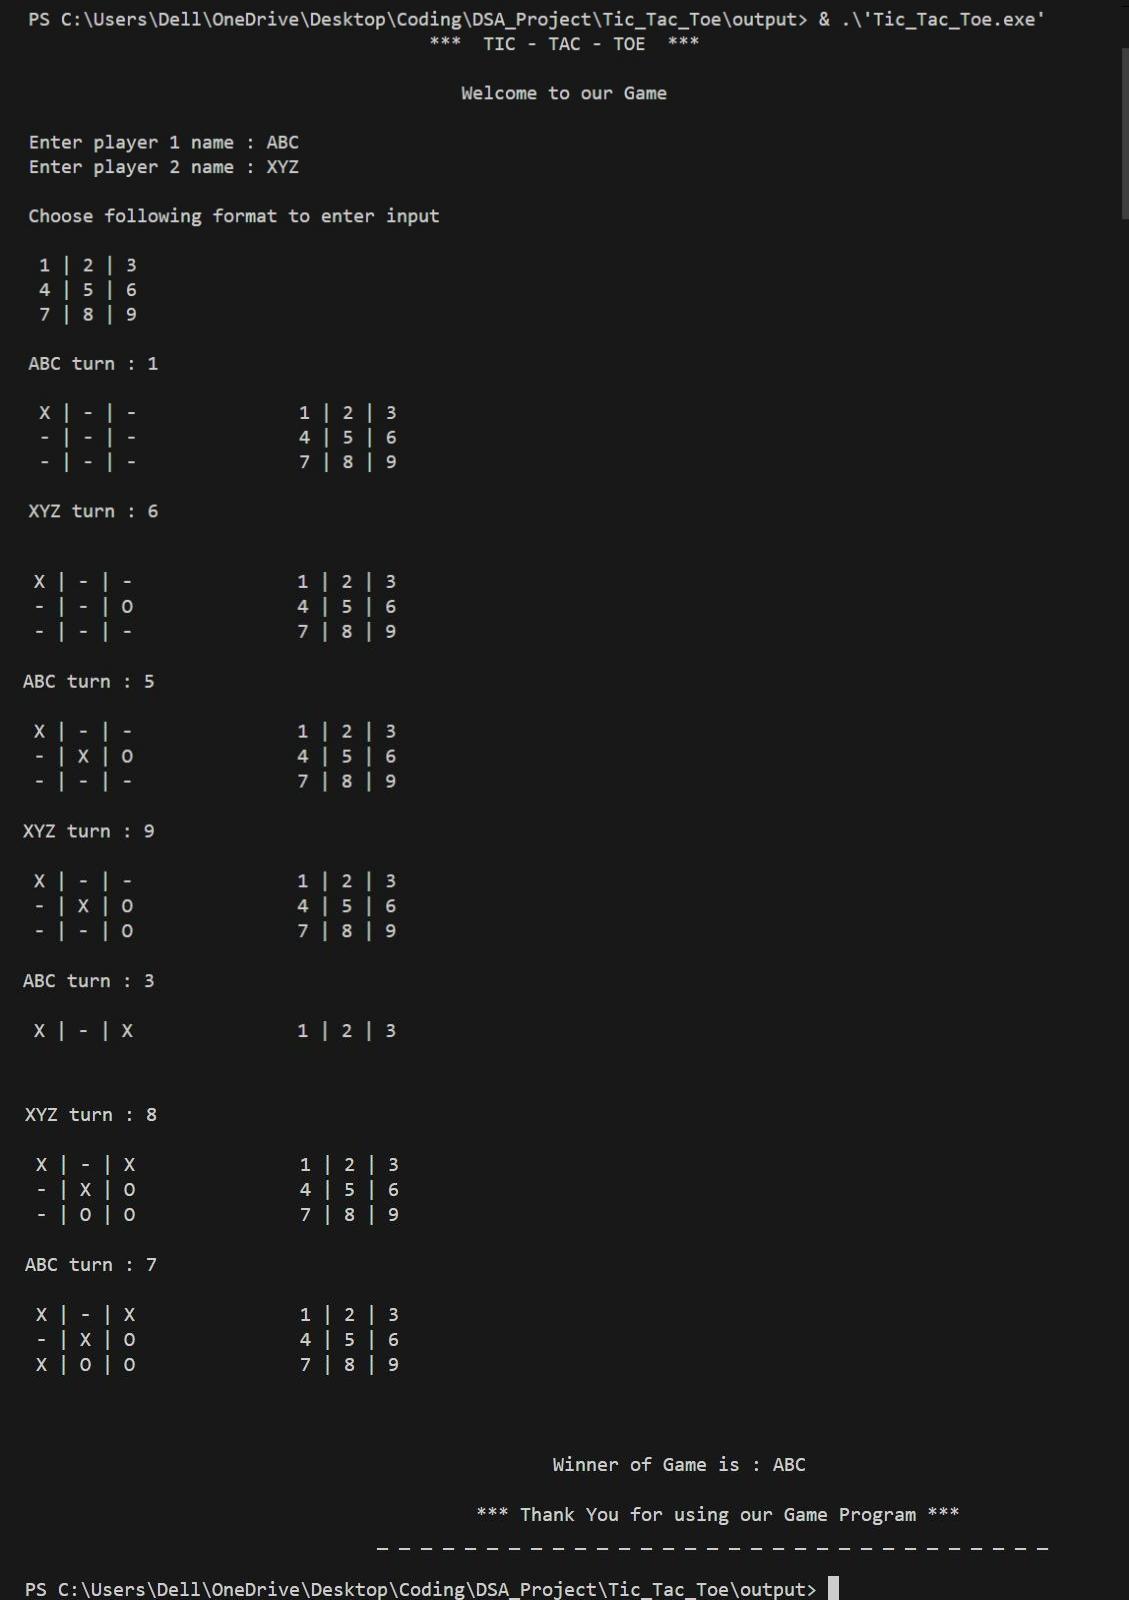 PS C:\Users\Dell\OneDrive\Desktop\Coding\DSA_Project\Tic_Tac_Toe\output> & .\'Tic_Tac_Toe.exe'
*** TIC - TAC - TOE ***
Welcome to our Game
Enter player 1 name : ABC
Enter player 2 name : XYZ
Choose following format to enter input
1 | 2 | 3
4 | 5 | 6
7 | 8 | 9
ABC turn : 1
X | - | -    1 | 2 | 3
- | - | -    4 | 5 | 6
- | - | -    7 | 8 | 9
XYZ turn : 6
X | - | -    1 | 2 | 3
- | - | O    4 | 5 | 6
- | - | -    7 | 8 | 9
ABC turn : 5
X | - | -    1 | 2 | 3
- | X | O    4 | 5 | 6
- | - | -    7 | 8 | 9
XYZ turn : 9
X | - | -    1 | 2 | 3
- | X | O    4 | 5 | 6
- | - | O    7 | 8 | 9
ABC turn : 3
X | - | X    1 | 2 | 3
XYZ turn : 8
X | - | X    1 | 2 | 3
- | X | O    4 | 5 | 6
- | O | O    7 | 8 | 9
ABC turn : 7
X | - | X    1 | 2 | 3
- | X | O    4 | 5 | 6
X | O | O    7 | 8 | 9
Winner of Game is : ABC
*** Thank You for using our Game Program ***
_ _ _ _ _ _ _ _ _ _ _ _ _ _ _ _ _ _ _ _ _ _ _ _ _ _ _ _ _ _ _
PS C:\Users\Dell\OneDrive\Desktop\Coding\DSA_Project\Tic_Tac_Toe\output>